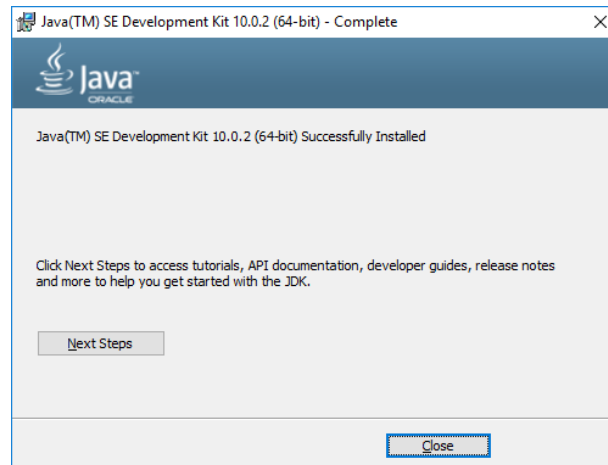 Java(TM) SE Development Kit 10.0.2 (64-bit) - Complete
Java™
ORACLE
Java(TM) SE Development Kit 10.0.2 (64-bit) Successfully Installed
Click Next Steps to access tutorials, API documentation, developer guides, release notes
and more to help you get started with the JDK.
Next Steps
Close